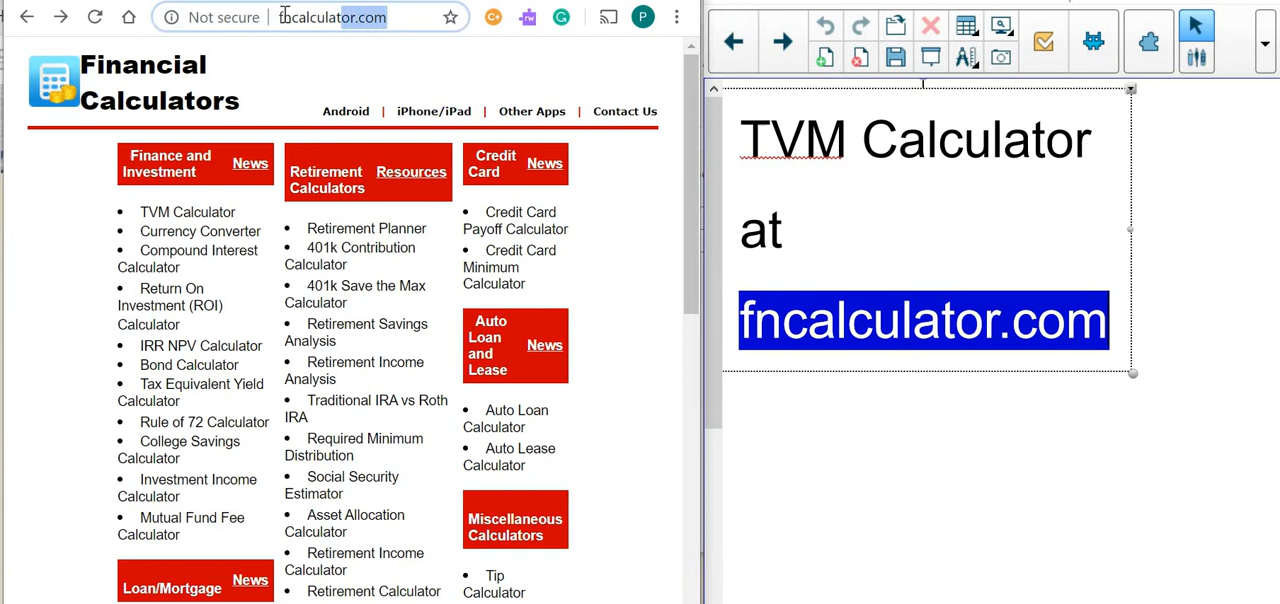 Not secure
fncalculator.com
P
Financial
Calculators
Android | iPhone/iPad | Other Apps | Contact Us
Finance and
Investment
News
TVM Calculator
Currency Converter
Compound Interest
Calculator
Return On
Investment (ROI)
Calculator
IRR NPV Calculator
Bond Calculator
Tax Equivalent Yield
Calculator
Rule of 72 Calculator
College Savings
Calculator
Investment Income
Calculator
Mutual Fund Fee
Calculator
Loan/Mortgage
News
Retirement
Calculators
Resources
Retirement Planner
401k Contribution
Calculator
401k Save the Max
Calculator
Retirement Savings
Analysis
Retirement Income
Analysis
Traditional IRA vs Roth
IRA
Required Minimum
Distribution
Social Security
Estimator
Asset Allocation
Calculator
Retirement Income
Calculator
Retirement Calculator
Credit
Card
News
Credit Card
Payoff Calculator
Credit Card
Minimum
Calculator
Auto
Loan
and
Lease
News
Auto Loan
Calculator
Auto Lease
Calculator
Miscellaneous
Calculators
Tip
Calculator
TVM Calculator
at
fncalculator.com